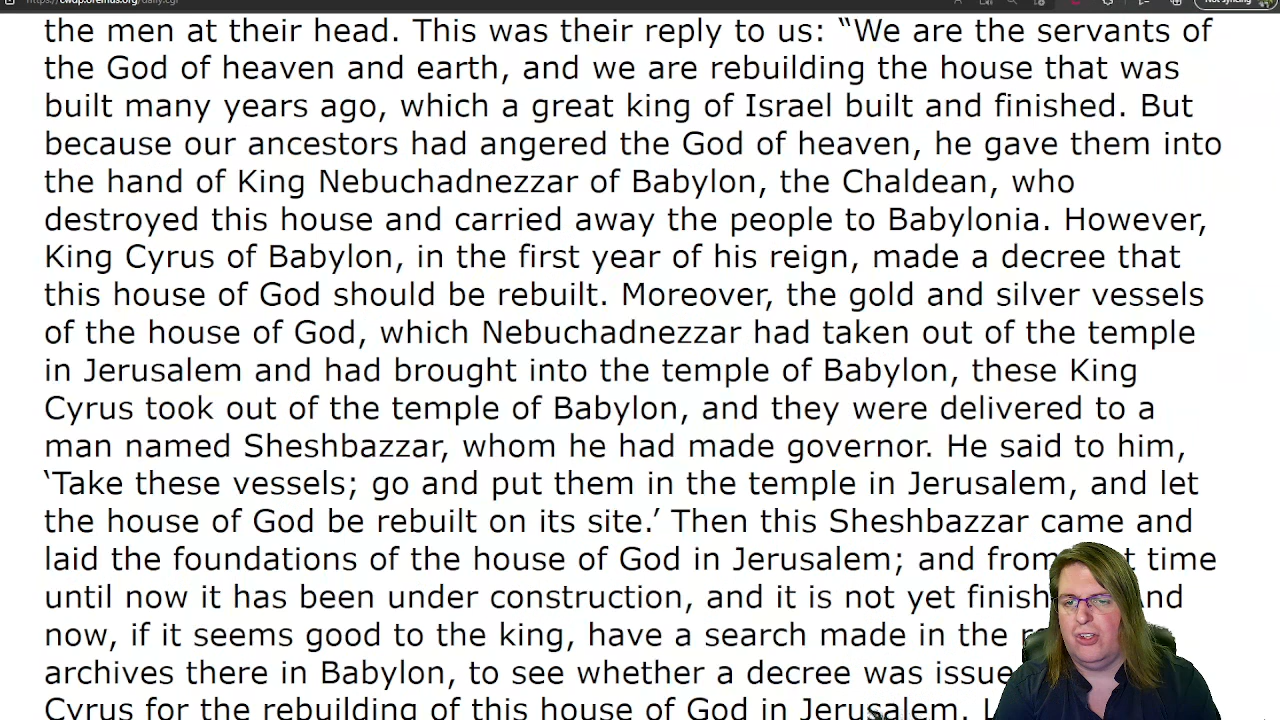 https://cwdp.oremus.org/daily.cgi
Not syncing
the men at their head. This was their reply to us: “We are the servants of
the God of heaven and earth, and we are rebuilding the house that was
built many years ago, which a great king of Israel built and finished. But
because our ancestors had angered the God of heaven, he gave them into
the hand of King Nebuchadnezzar of Babylon, the Chaldean, who
destroyed this house and carried away the people to Babylonia. However,
King Cyrus of Babylon, in the first year of his reign, made a decree that
this house of God should be rebuilt. Moreover, the gold and silver vessels
of the house of God, which Nebuchadnezzar had taken out of the temple
in Jerusalem and had brought into the temple of Babylon, these King
Cyrus took out of the temple of Babylon, and they were delivered to a
man named Sheshbazzar, whom he had made governor. He said to him,
‘Take these vessels; go and put them in the temple in Jerusalem, and let
the house of God be rebuilt on its site.’ Then this Sheshbazzar came and
laid the foundations of the house of God in Jerusalem; and from time
until now it has been under construction, and it is not yet
now, if it seems good to the king, have a search made in the
archives there in Babylon, to see whether a decree was
Cyrus for the rebuilding of this house of God in Jerusalem.